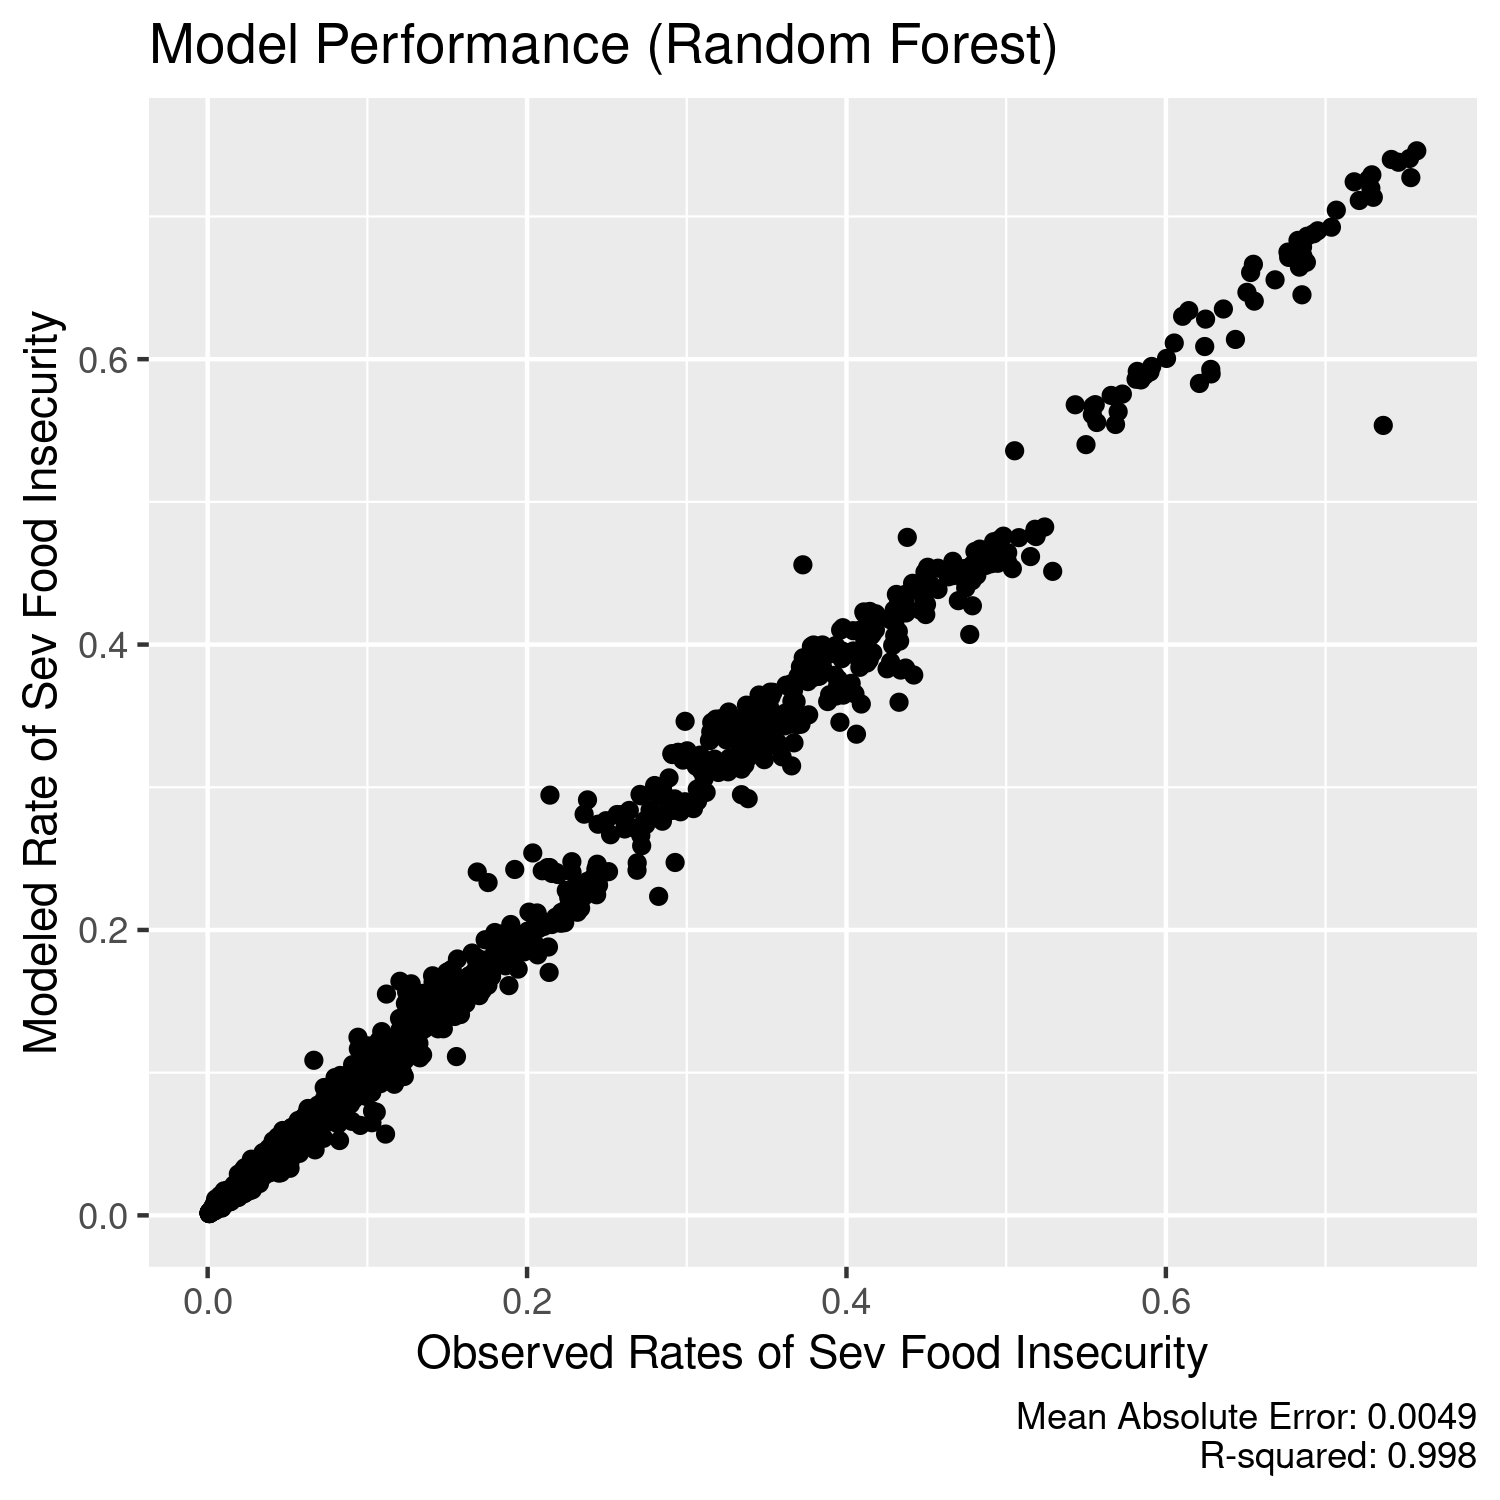 Model Performance (Random Forest)
Modeled Rate of Sev Food Insecurity
0.6
0.4
0.2
0.0
0.0 0.2 0.4 0.6
Observed Rates of Sev Food Insecurity
Mean Absolute Error: 0.0049
R-squared: 0.998